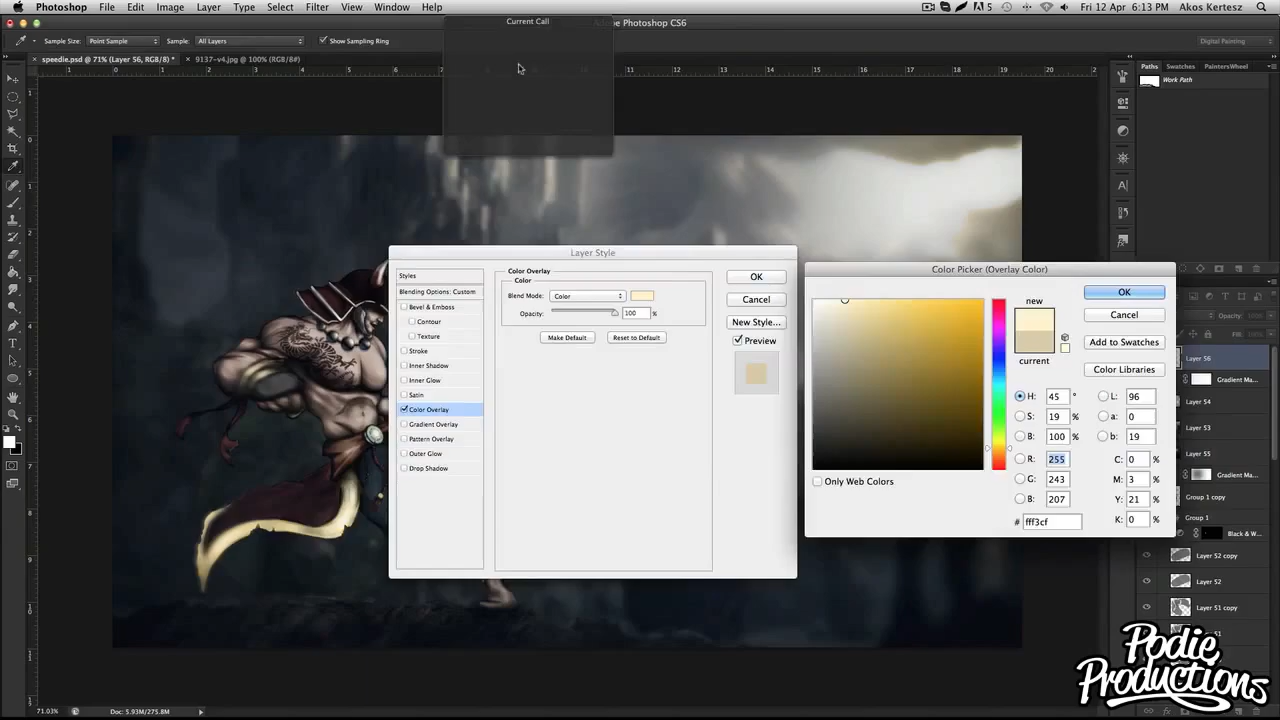 Photoshop File Edit Image Layer Type Select Filter View Window Help
5 Fri 12 Apr 6:13 PM Akos Kertesz
Current Call
Adobe Photoshop CS6
Sample Size: Point Sample Sample: All Layers Show Sampling Ring Digital Painting
speedie.psd @ 71% (Layer 56, RGB/8) * 9137-v4.jpg @ 100% (RGB/8#)
Paths Swatches PaintersWheel
Work Path
Layer Style
Styles
Blending Options: Custom
Bevel & Emboss
Contour
Texture
Stroke
Inner Shadow
Inner Glow
Satin
Color Overlay
Gradient Overlay
Pattern Overlay
Outer Glow
Drop Shadow
Color Overlay
Color
Blend Mode: Color
Opacity: 100 %
Make Default Reset to Default
OK
Cancel
New Style...
Preview
Color Picker (Overlay Color)
new
current
OK
Cancel
Add to Swatches
Color Libraries
H: 45 ° L: 96
S: 19 % a: 0
B: 100 % b: 19
R: 255 C: 0 %
G: 243 M: 3 %
B: 207 Y: 21 %
# fff3cf K: 0 %
Only Web Colors
Layer 56
Gradient Ma...
Layer 54
Layer 53
Layer 55
Gradient Ma...
Group 1 copy
Group 1
Black & W...
Layer 52 copy
Layer 52
Layer 51 copy
Layer 51
71.03% Doc: 5.93M/275.8M
Podie
Productions